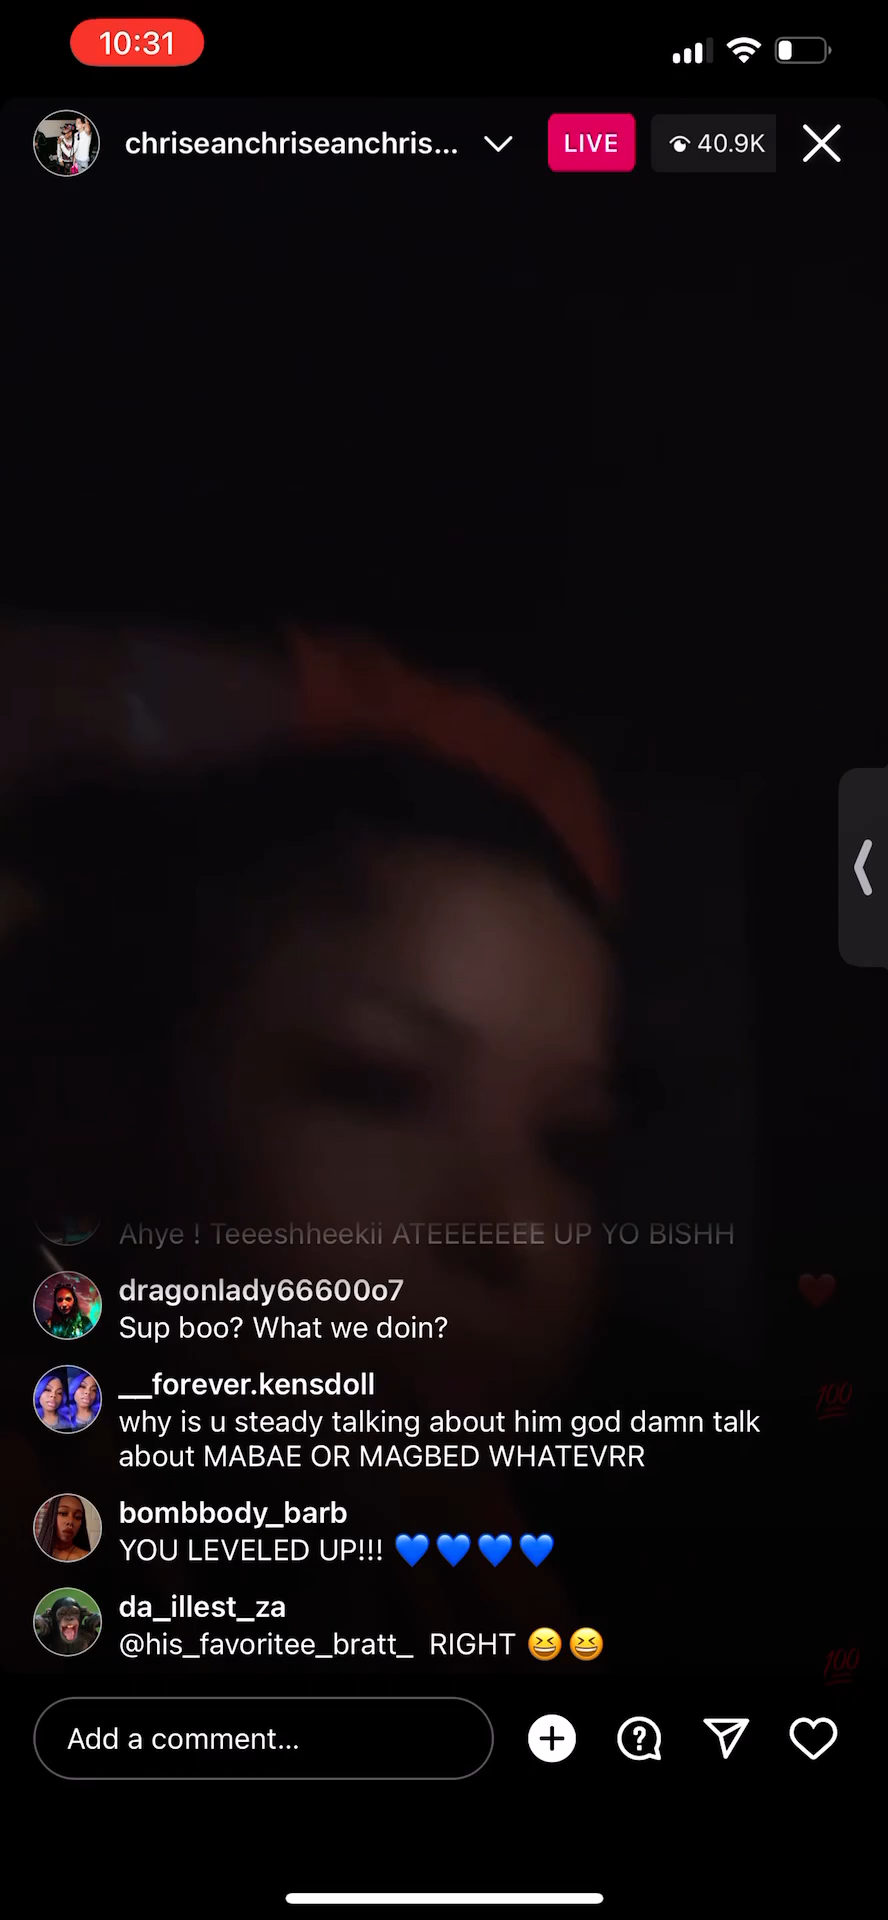 10:31
chriseanchriseanchris...
LIVE
40.9K
Ahye ! Teeeshheekii ATEEEEEEE UP YO BISHH
dragonlady66600o7
Sup boo? What we doin?
__forever.kensdoll
why is u steady talking about him god damn talk
about MABAE OR MAGBED WHATEVRR
bombbody_barb
YOU LEVELED UP!!! 💙💙💙💙
da_illest_za
@his_favoritee_bratt_ RIGHT 😆😆
Add a comment...